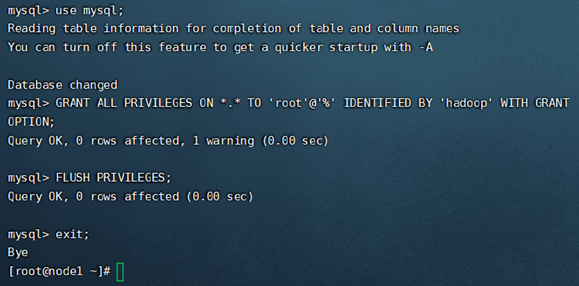 mysql> use mysql;
Reading table information for completion of table and column names
You can turn off this feature to get a quicker startup with -A
Database changed
mysql> GRANT ALL PRIVILEGES ON *.* TO 'root'@'%' IDENTIFIED BY 'hadoop' WITH GRANT
OPTION;
Query OK, 0 rows affected, 1 warning (0.00 sec)
mysql> FLUSH PRIVILEGES;
Query OK, 0 rows affected (0.00 sec)
mysql> exit;
Bye
[root@node1 ~]#